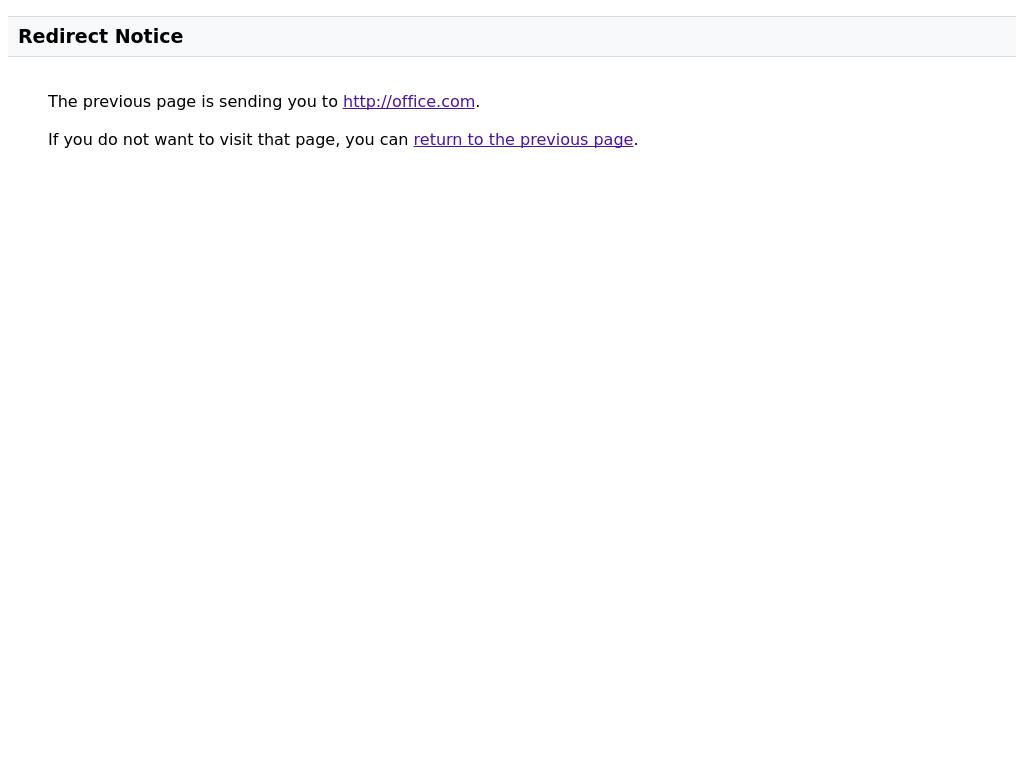 Redirect Notice
The previous page is sending you to http://office.com.
If you do not want to visit that page, you can return to the previous page.